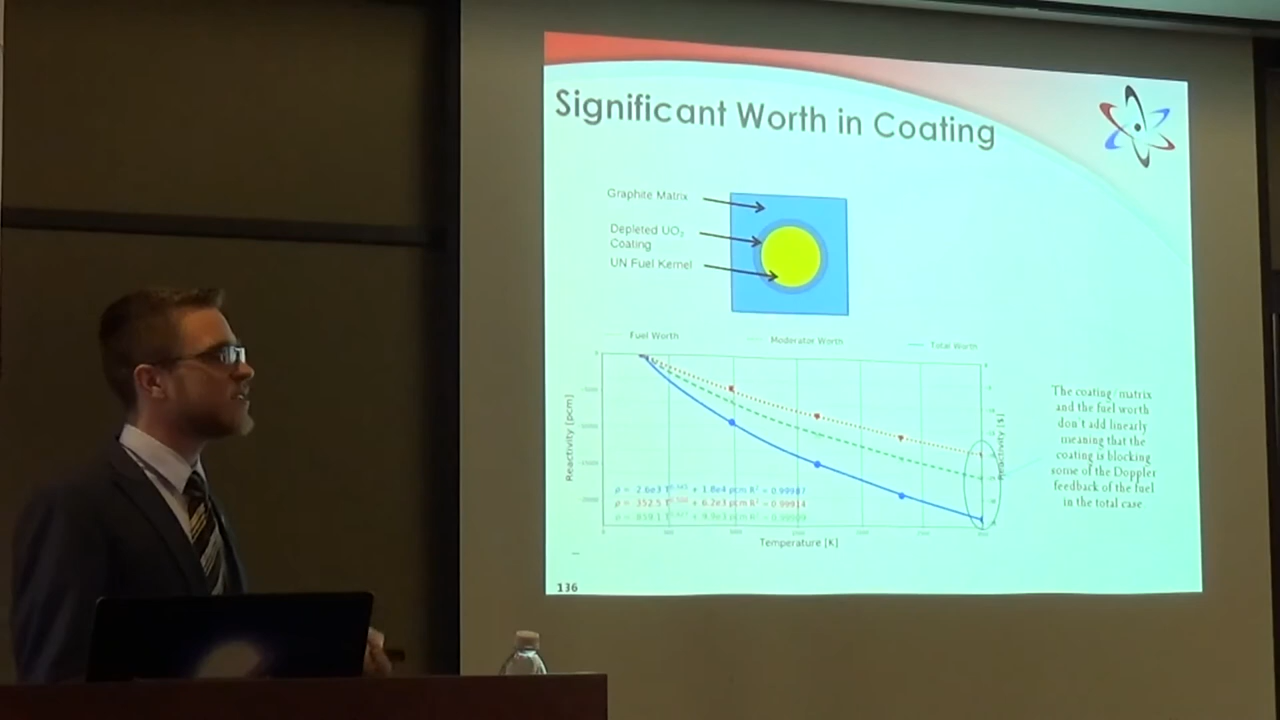 Significant Worth in Coating
Graphite Matrix
Depleted UO₂
Coating
UN Fuel Kernel
Fuel Worth
Moderator Worth
Total Worth
Reactivity [pcm]
Reactivity [$]
Temperature [K]
The coating/matrix
and the fuel worth
don't add linearly
meaning that the
coating is blocking
some of the Doppler
feedback of the fuel
in the total case
136